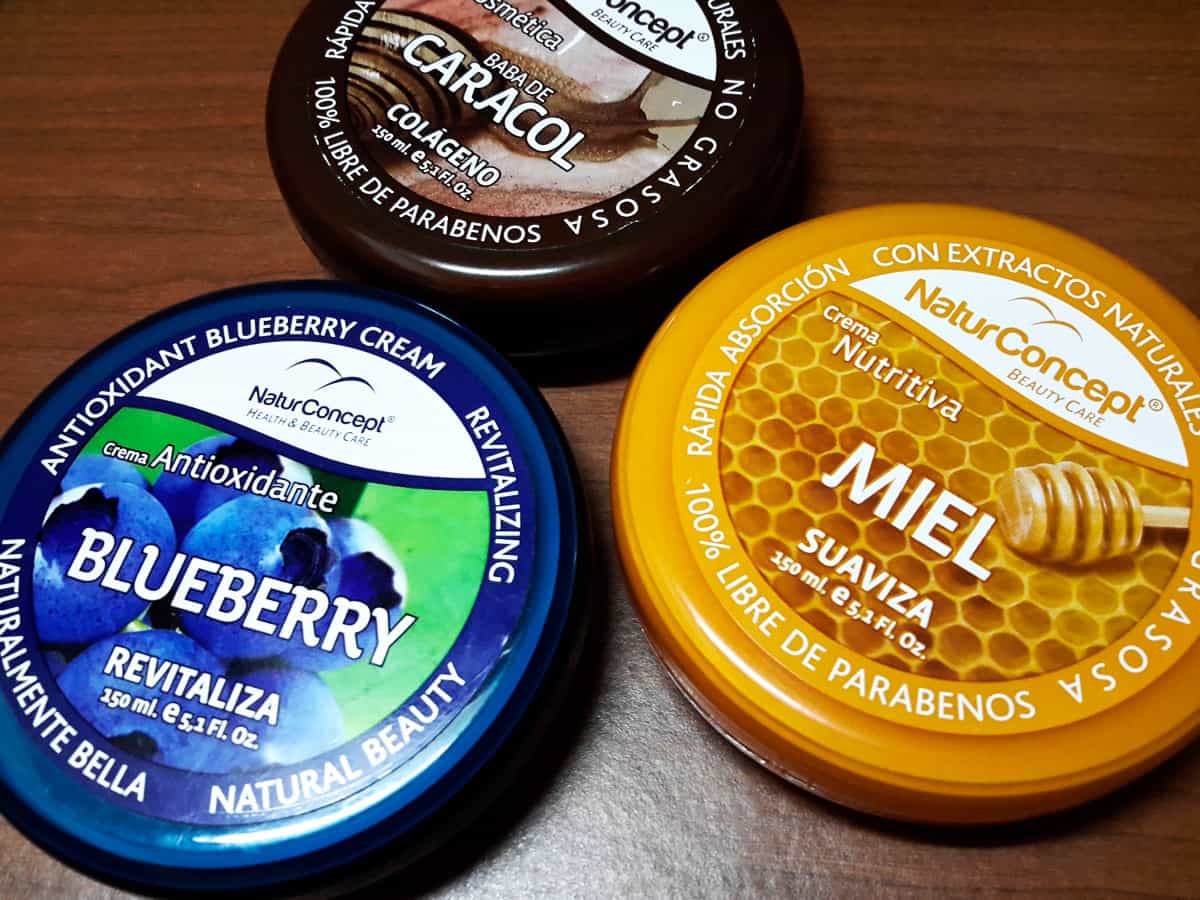 osmética
oncept®
BEAUTY CARE
BABA DE
CARACOL
COLÁGENO
150 ml. e 5,1 Fl. Oz.
RÁPIDA
100% LIBRE DE PARABENOS
NO GRASOSA
ANTIOXIDANT BLUEBERRY CREAM
REVITALIZING
NaturConcept®
HEALTH & BEAUTY CARE
Crema Antioxidante
BLUEBERRY
REVITALIZA
150 ml. e 5,1 Fl. Oz.
NATURALMENTE BELLA
NATURAL BEAUTY
RÁPIDA ABSORCIÓN
CON EXTRACTOS NATURALES
NaturConcept®
BEAUTY CARE
Crema
Nutritiva
MIEL
SUAVIZA
150 ml. e 5,1 Fl. Oz.
100% LIBRE DE PARABENOS